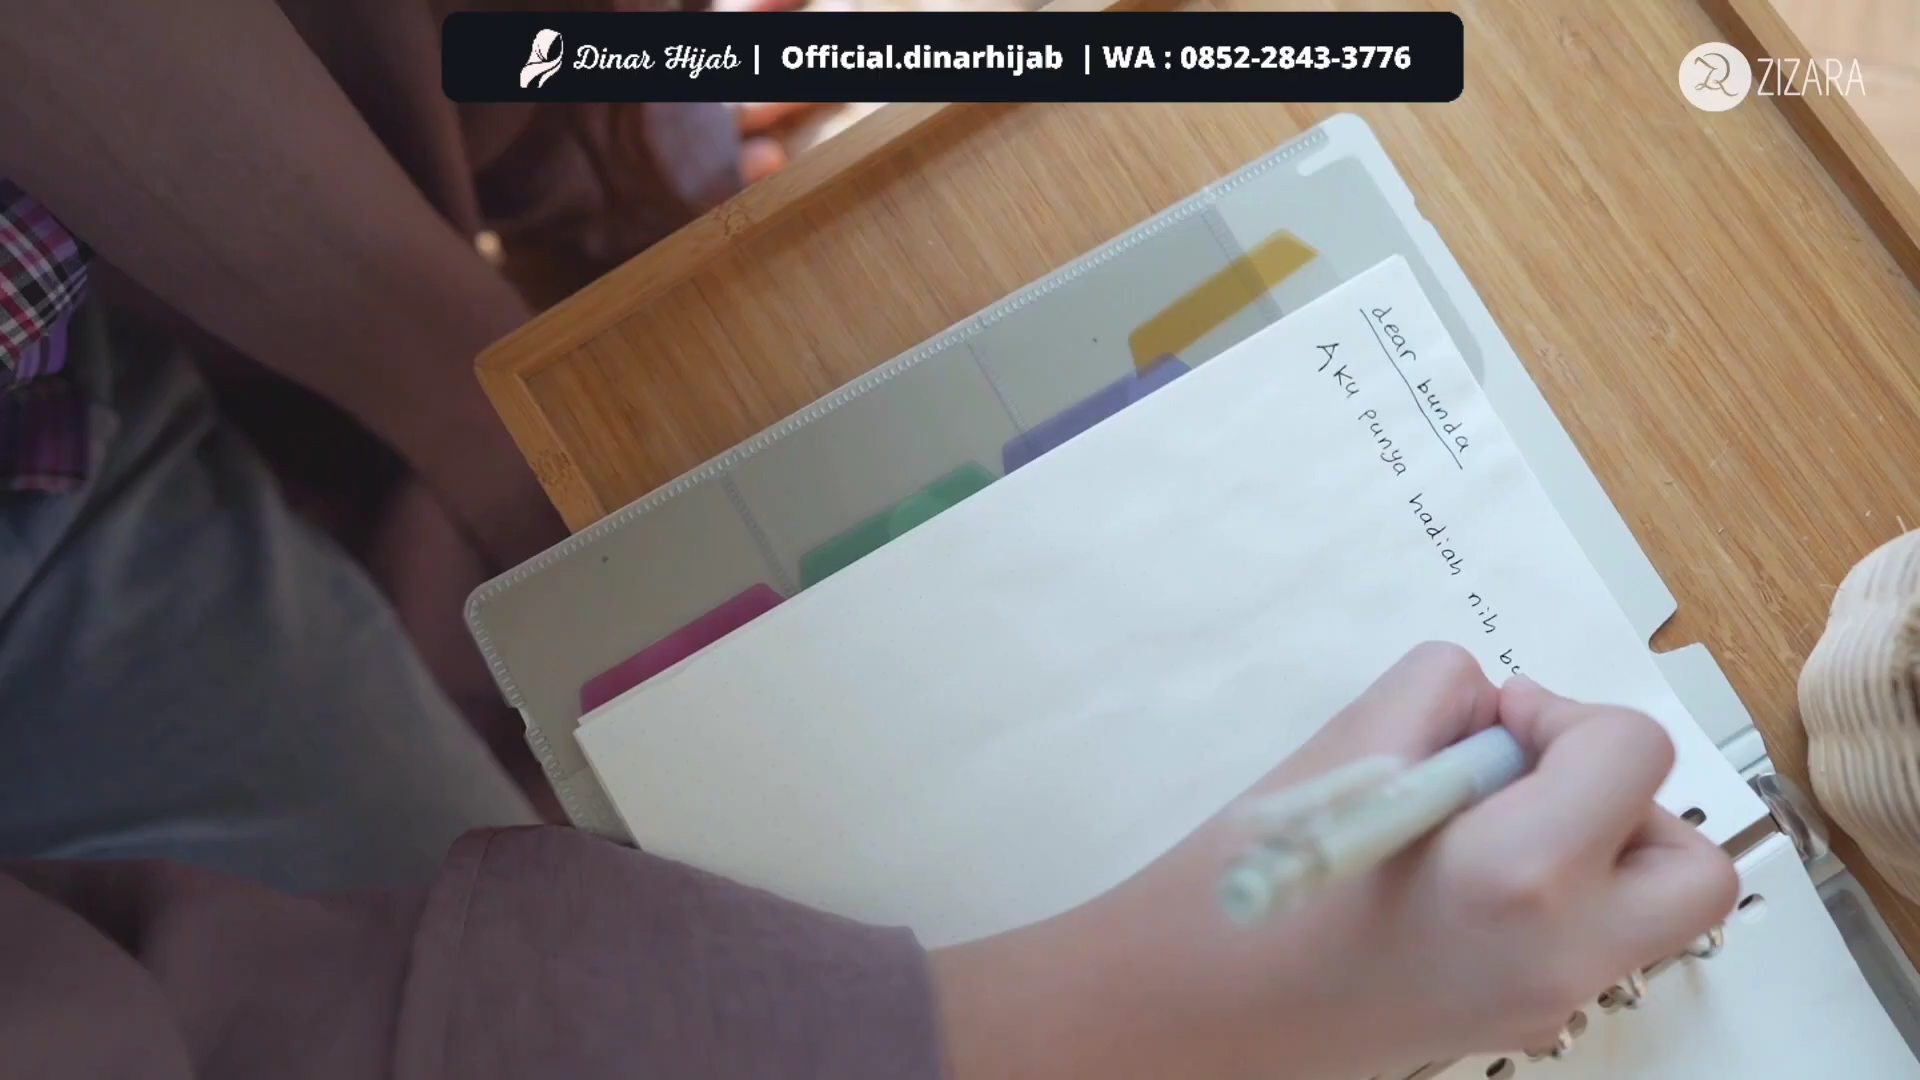 Dinar Hijab | Official.dinarhijab | WA : 0852-2843-3776
ZIZARA
dear bunda
Aku punya hadiah nih